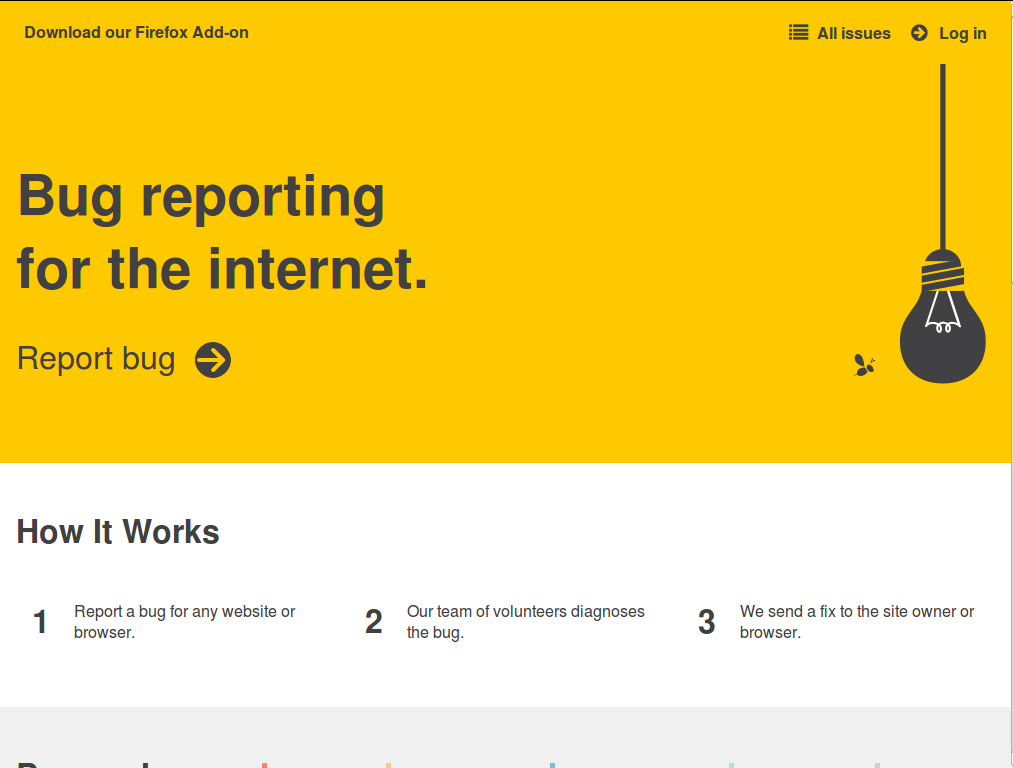 Download our Firefox Add-on
All issues
Log in
Bug reporting
for the internet.
Report bug
How It Works
1
Report a bug for any website or
browser.
2
Our team of volunteers diagnoses
the bug.
3
We send a fix to the site owner or
browser.